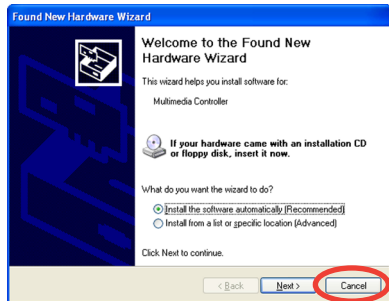 Found New Hardware Wizard
Welcome to the Found New
Hardware Wizard
This wizard helps you install software for:
Multimedia Controller
If your hardware came with an installation CD
or floppy disk, insert it now.
What do you want the wizard to do?
Install the software automatically (Recommended)
Install from a list or specific location (Advanced)
Click Next to continue.
< Back Next > Cancel